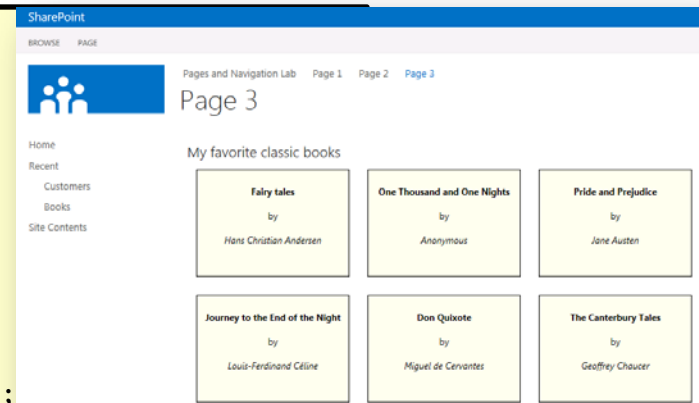 SharePoint
BROWSE PAGE
Pages and Navigation Lab Page 1 Page 2 Page 3
Page 3
Home
Recent
Customers
Books
Site Contents
My favorite classic books
Fairy tales
by
Hans Christian Andersen
One Thousand and One Nights
by
Anonymous
Pride and Prejudice
by
Jane Austen
Journey to the End of the Night
by
Louis-Ferdinand Céline
Don Quixote
by
Miguel de Cervantes
The Canterbury Tales
by
Geoffrey Chaucer
;